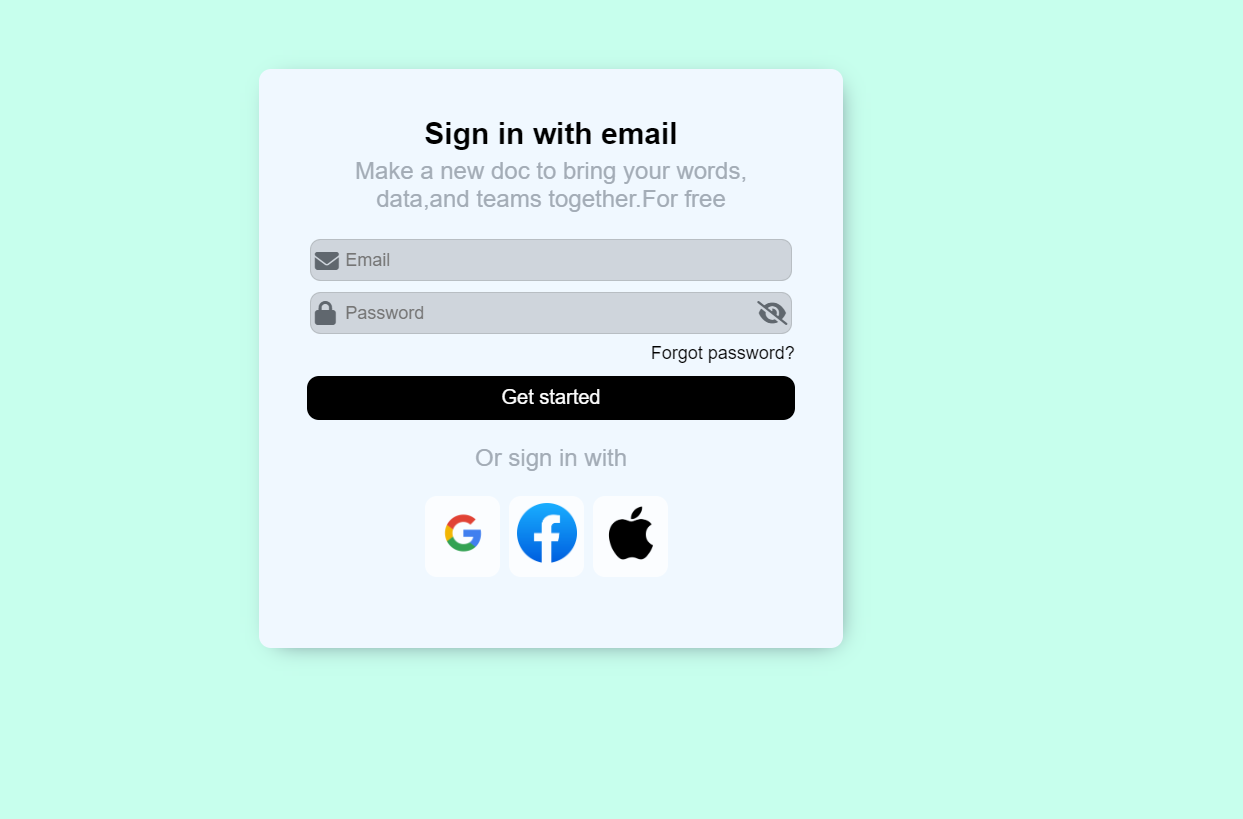 Sign in with email
Make a new doc to bring your words,
data,and teams together.For free
Email
Password
Forgot password?
Get started
Or sign in with